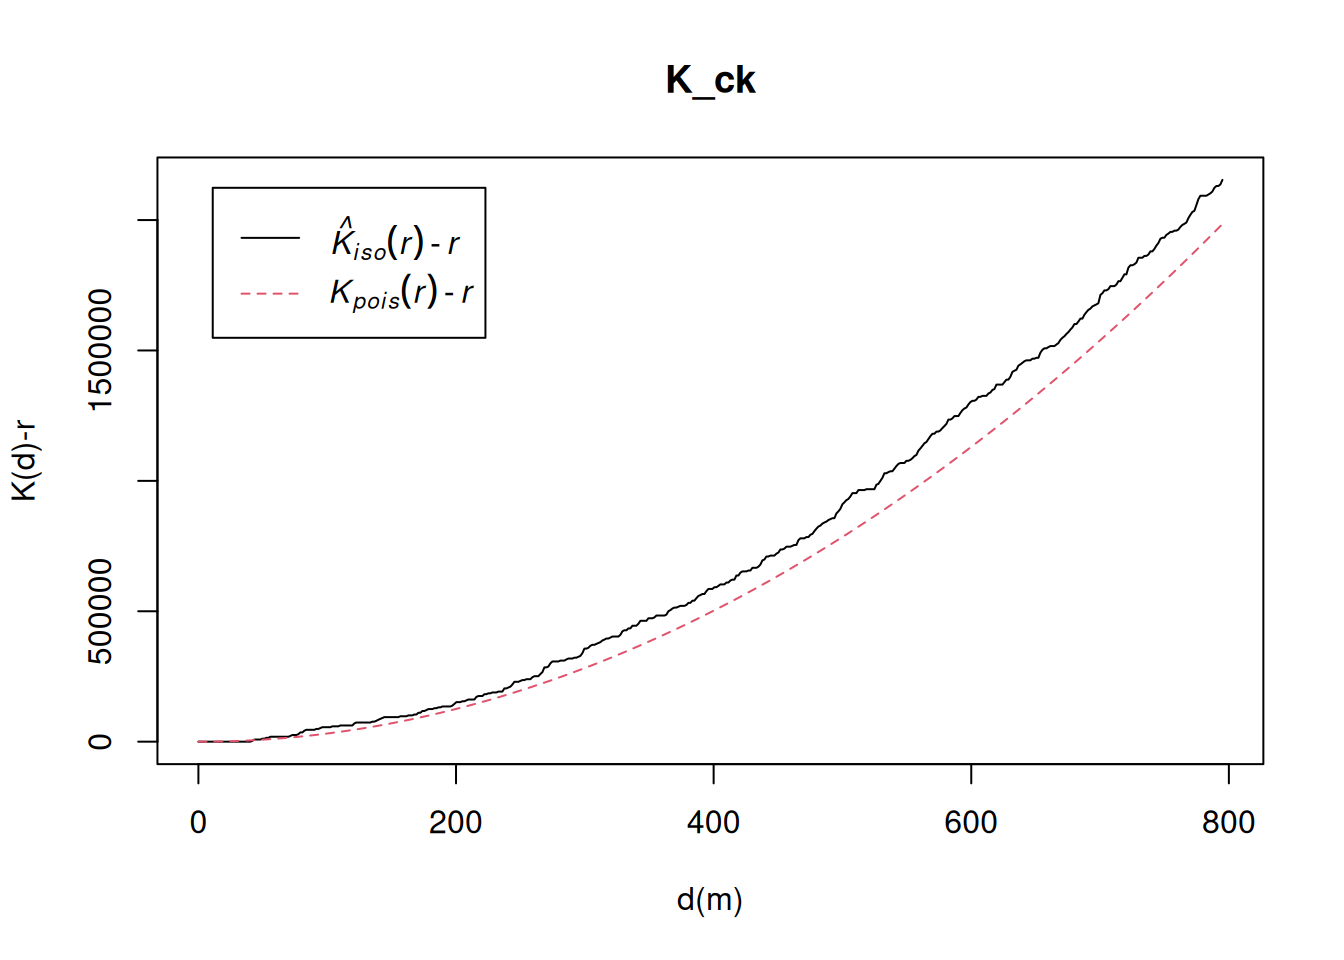 K_ck
K̂iso(r) - r
Kpois(r) - r
K(d)-r
0
500000
1500000
0
200
400
600
800
d(m)